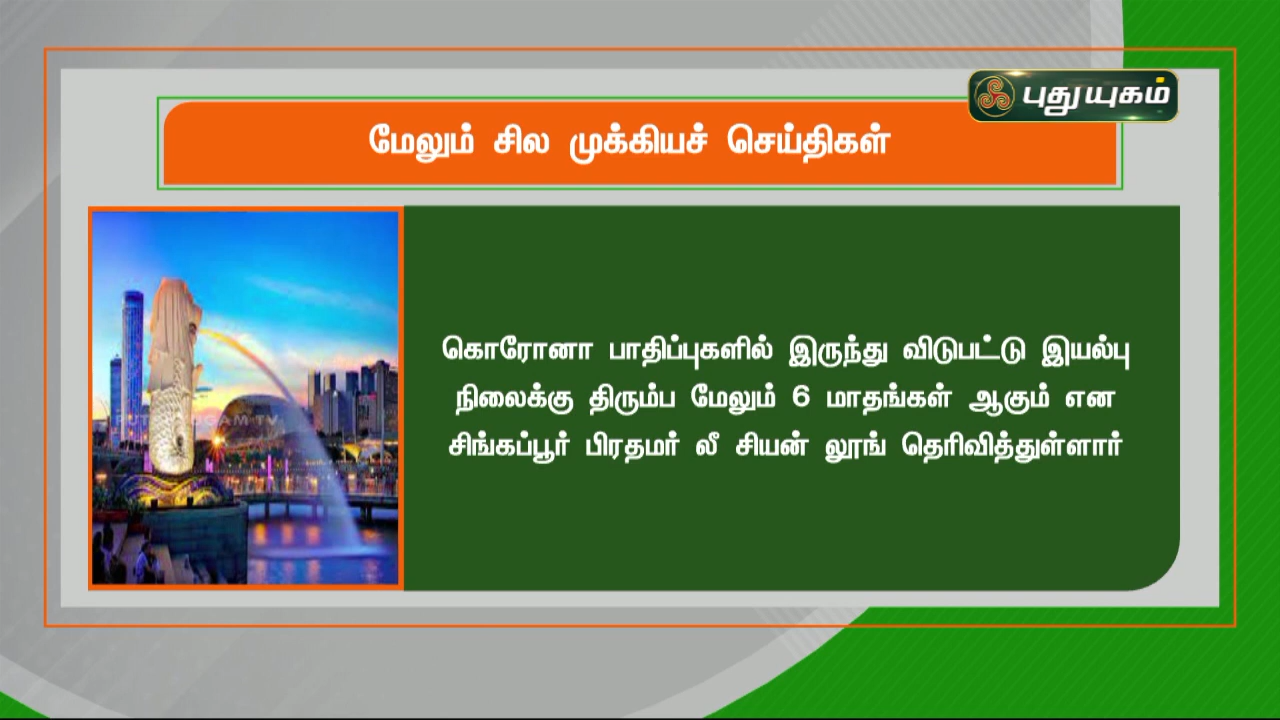 புதுயுகம்
மேலும் சில முக்கியச் செய்திகள்
கொரோனா பாதிப்புகளில் இருந்து விடுபட்டு இயல்பு
நிலைக்கு திரும்ப மேலும் 6 மாதங்கள் ஆகும் என
சிங்கப்பூர் பிரதமர் லீ சியன் லூங் தெரிவித்துள்ளார்